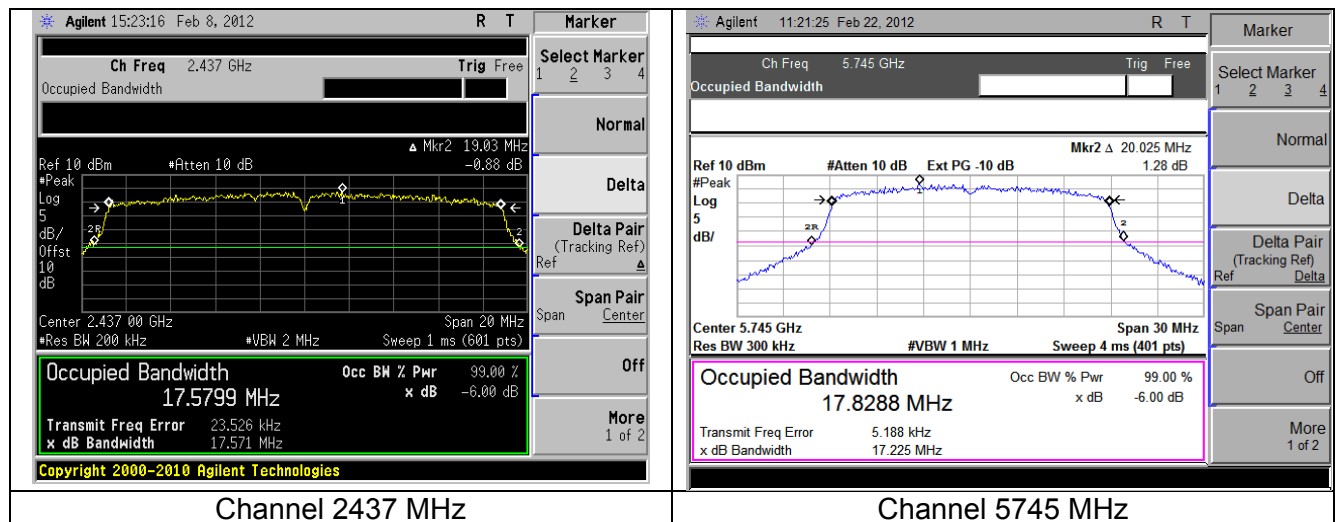 Agilent 15:23:16 Feb 8, 2012 R T
Ch Freq 2.437 GHz Trig Free
Occupied Bandwidth
Δ Mkr2 19.03 MHz
Ref 10 dBm #Atten 10 dB -0.88 dB
#Peak
Log
5
dB/
Offst
10
dB
2R
1
2
Center 2.437 00 GHz Span 20 MHz
#Res BW 200 kHz #VBW 2 MHz Sweep 1 ms (601 pts)
Occupied Bandwidth Occ BW % Pwr 99.00 %
17.5799 MHz x dB -6.00 dB
Transmit Freq Error 23.526 kHz
x dB Bandwidth 17.571 MHz
Copyright 2000-2010 Agilent Technologies
Marker
Select Marker
1 2 3 4
Normal
Delta
Delta Pair
(Tracking Ref)
Ref Δ
Span Pair
Span Center
Off
More
1 of 2
Channel 2437 MHz
Agilent 11:21:25 Feb 22, 2012 R T
Ch Freq 5.745 GHz Trig Free
Occupied Bandwidth
Mkr2 Δ 20.025 MHz
Ref 10 dBm #Atten 10 dB Ext PG -10 dB 1.28 dB
#Peak
Log
5
dB/
2R
1
2
Center 5.745 GHz Span 30 MHz
Res BW 300 kHz #VBW 1 MHz Sweep 4 ms (401 pts)
Occupied Bandwidth Occ BW % Pwr 99.00 %
17.8288 MHz x dB -6.00 dB
Transmit Freq Error 5.188 kHz
x dB Bandwidth 17.225 MHz
Marker
Select Marker
1 2 3 4
Normal
Delta
Delta Pair
(Tracking Ref)
Ref Delta
Span Pair
Span Center
Off
More
1 of 2
Channel 5745 MHz